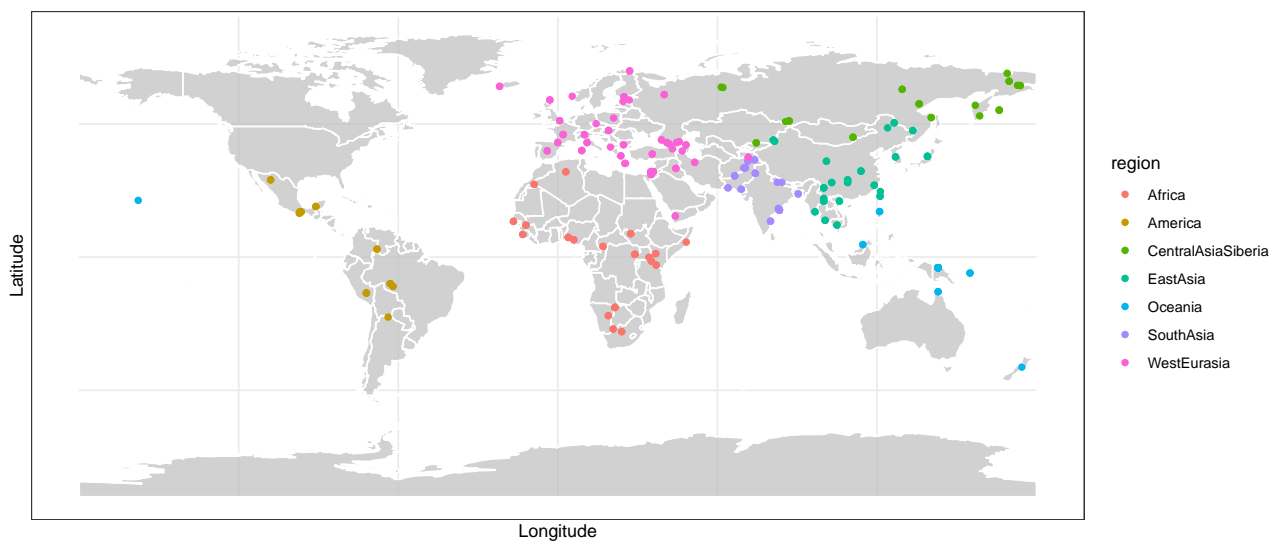 Latitude
Longitude
region
Africa
America
CentralAsiaSiberia
EastAsia
Oceania
SouthAsia
WestEurasia